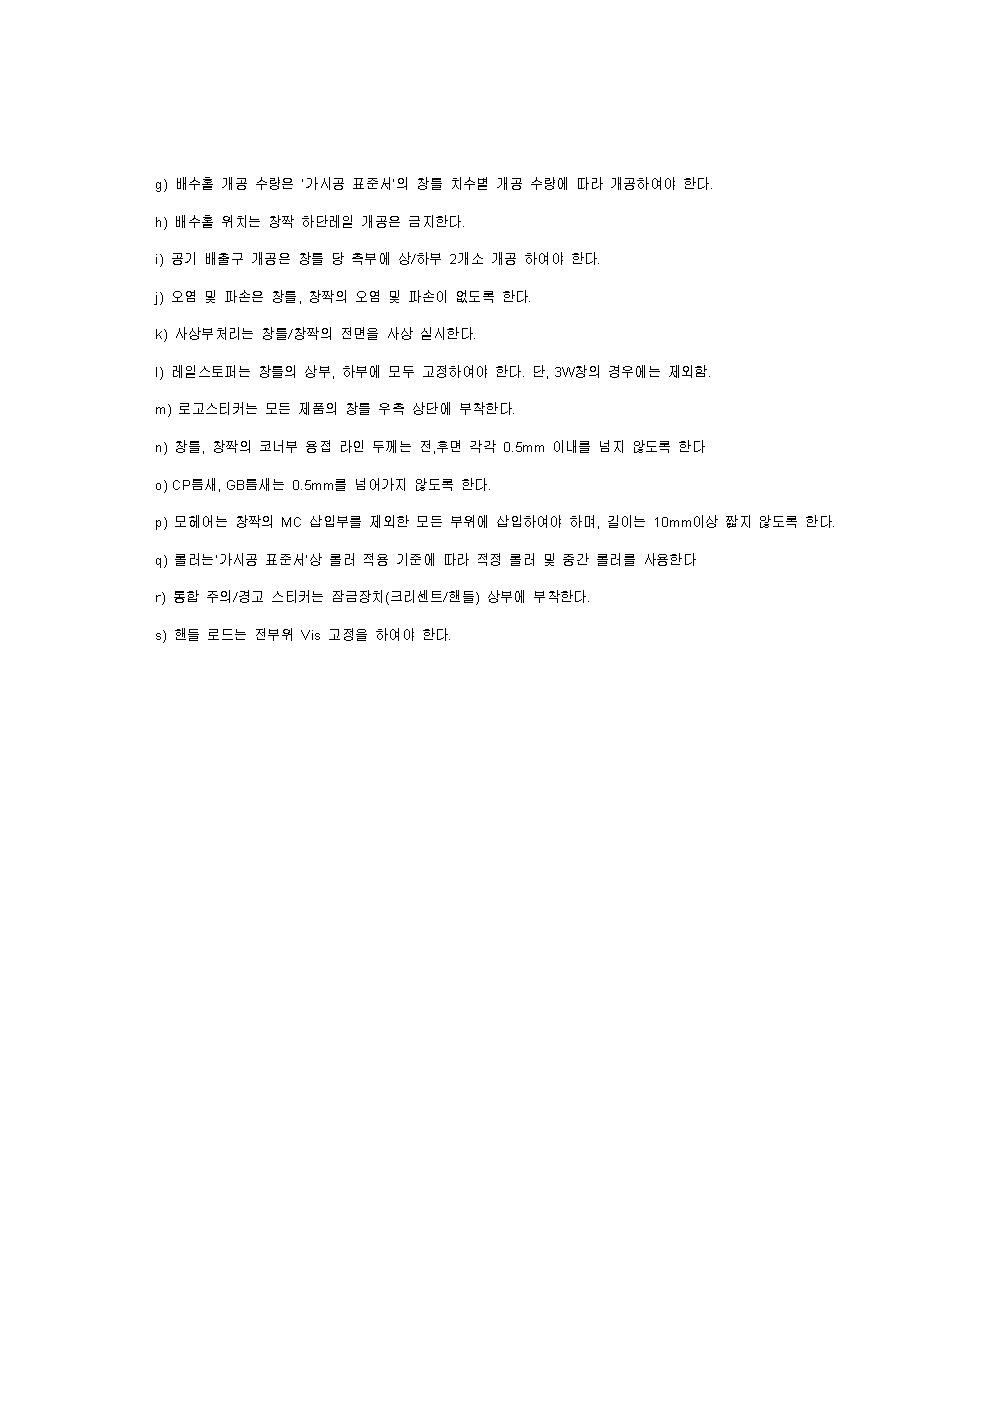 g) 배수홀 개공 수량은 '가시공 표준서'의 창틀 치수별 개공 수량에 따라 개공하여야 한다.
h) 배수홀 위치는 창짝 하단레일 개공은 금지한다.
i) 공기 배출구 개공은 창틀 당 측부에 상/하부 2개소 개공 하여야 한다.
j) 오염 및 파손은 창틀, 창짝의 오염 및 파손이 없도록 한다.
k) 사상부처리는 창틀/창짝의 전면을 사상 실시한다.
l) 레일스토퍼는 창틀의 상부, 하부에 모두 고정하여야 한다. 단, 3W창의 경우에는 제외함.
m) 로고스티커는 모든 제품의 창틀 우측 상단에 부착한다.
n) 창틀, 창짝의 코너부 용접 라인 두께는 전,후면 각각 0.5mm 이내를 넘지 않도록 한다
o) CP틈새, GB틈새는 0.5mm를 넘어가지 않도록 한다.
p) 모헤어는 창짝의 MC 삽입부를 제외한 모든 부위에 삽입하여야 하며, 길이는 10mm이상 짧지 않도록 한다.
q) 롤러는'가시공 표준서'상 롤러 적용 기준에 따라 적정 롤러 및 중간 롤러를 사용한다
r) 통합 주의/경고 스티커는 잠금장치(크리센트/핸들) 상부에 부착한다.
s) 핸들 로드는 전부위 Vis 고정을 하여야 한다.